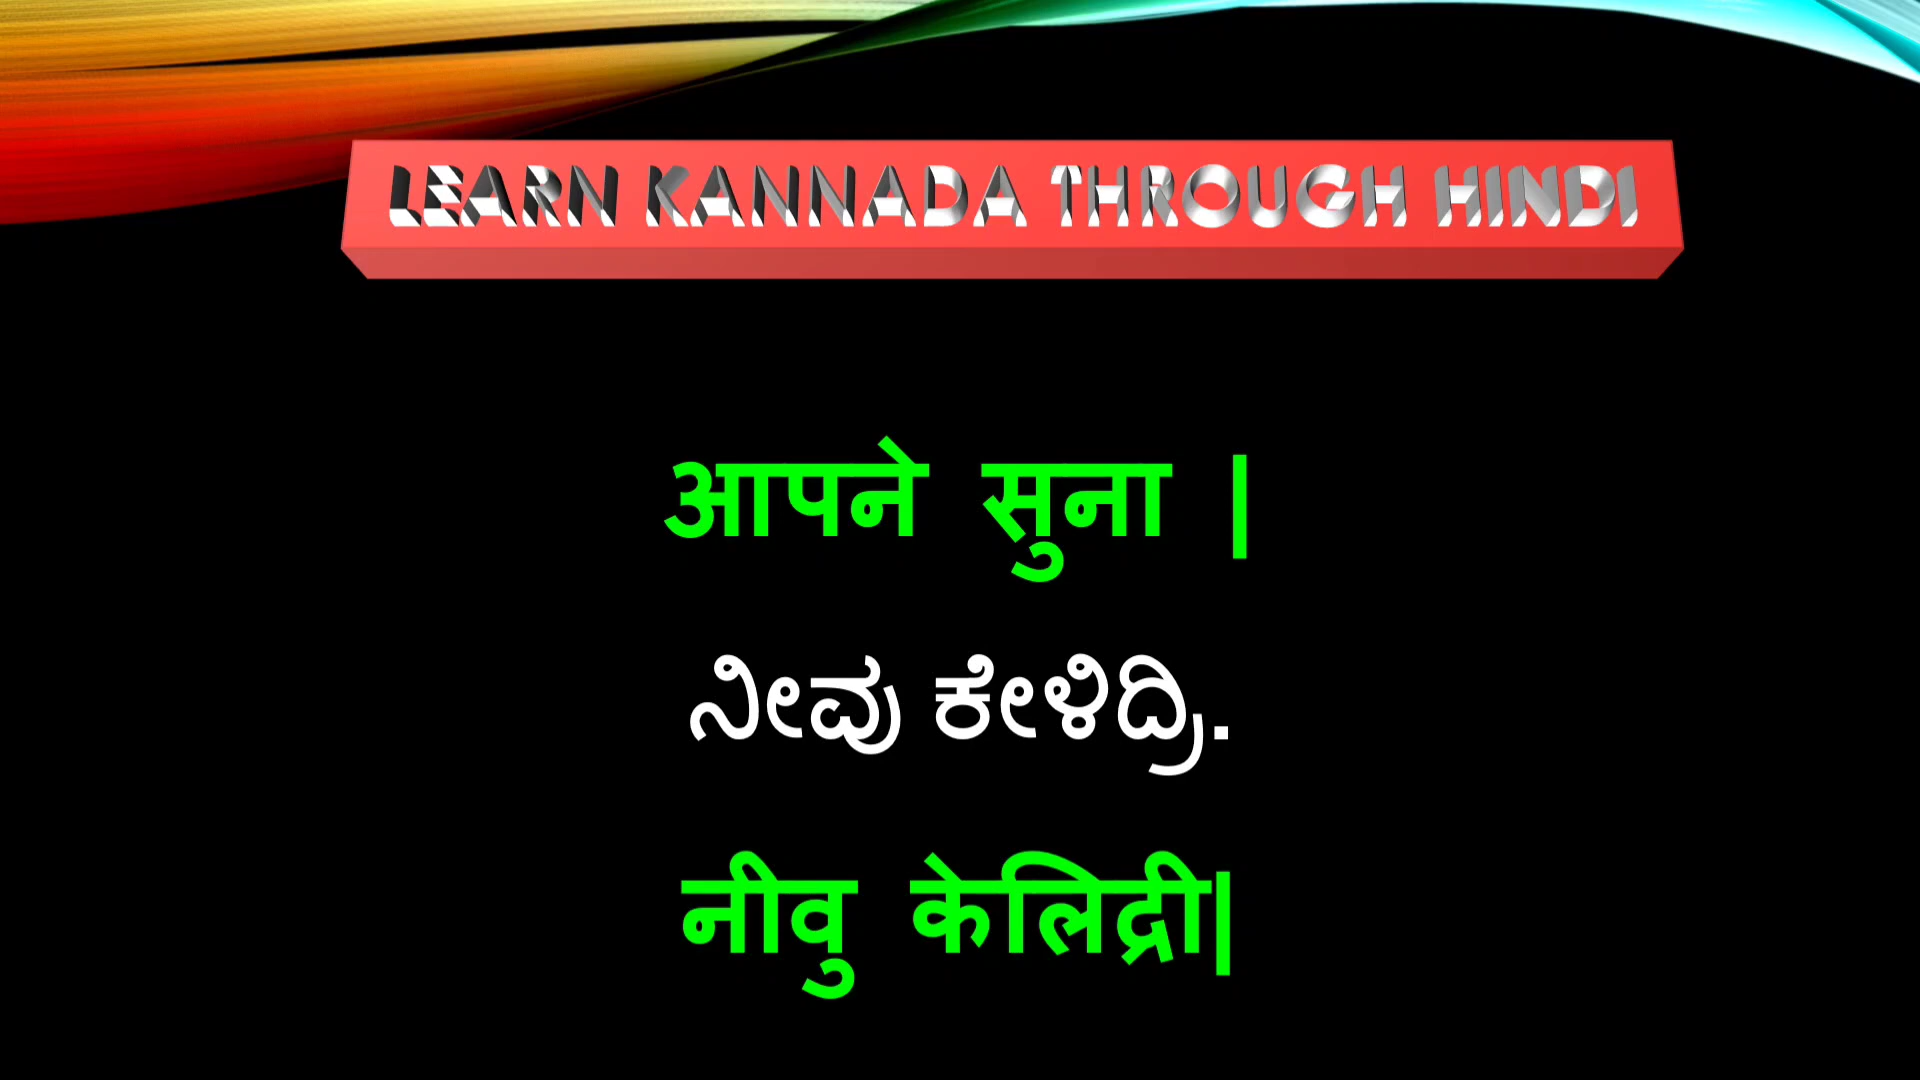 LEARN KANNADA THROUGH HINDI
आपने सुना |
ನೀವು ಕೇಳಿದ್ರಿ.
नीवु केलिद्री|